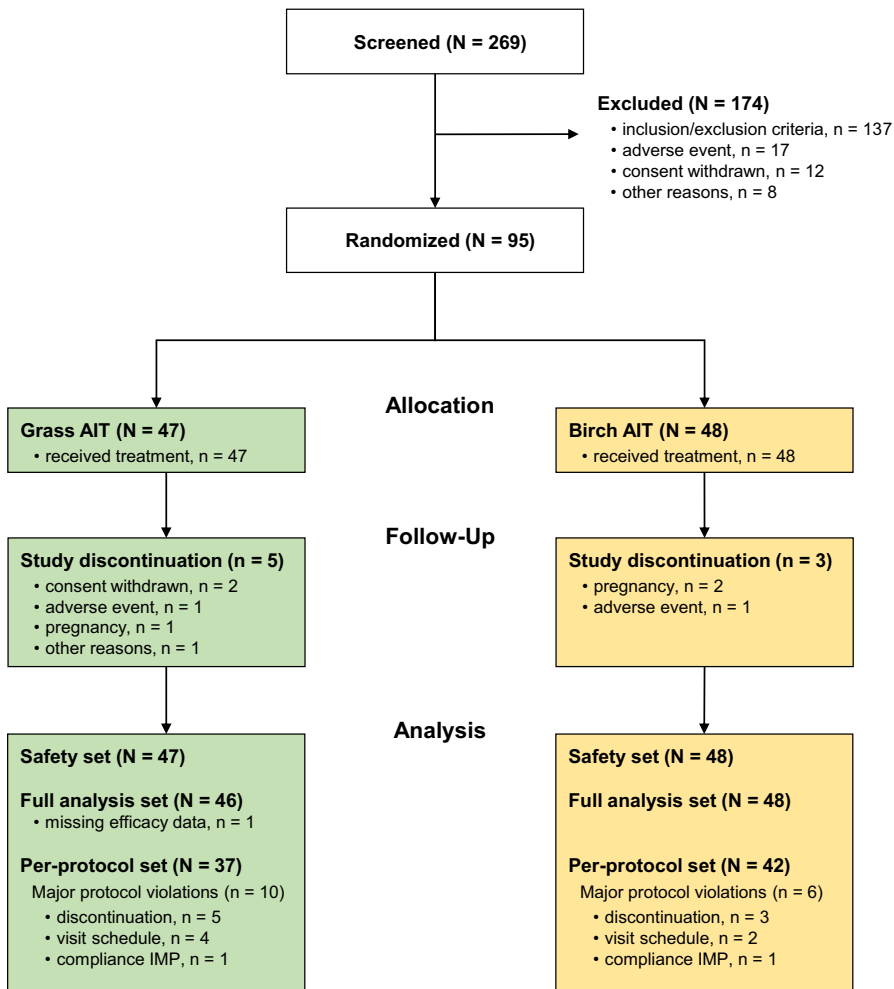 Screened (N = 269)
Excluded (N = 174)
• inclusion/exclusion criteria, n = 137
• adverse event, n = 17
• consent withdrawn, n = 12
• other reasons, n = 8
Randomized (N = 95)
Allocation
Grass AIT (N = 47)
• received treatment, n = 47
Birch AIT (N = 48)
• received treatment, n = 48
Follow-Up
Study discontinuation (n = 5)
• consent withdrawn, n = 2
• adverse event, n = 1
• pregnancy, n = 1
• other reasons, n = 1
Study discontinuation (n = 3)
• pregnancy, n = 2
• adverse event, n = 1
Analysis
Safety set (N = 47)
Full analysis set (N = 46)
• missing efficacy data, n = 1
Per-protocol set (N = 37)
Major protocol violations (n = 10)
• discontinuation, n = 5
• visit schedule, n = 4
• compliance IMP, n = 1
Safety set (N = 48)
Full analysis set (N = 48)
Per-protocol set (N = 42)
Major protocol violations (n = 6)
• discontinuation, n = 3
• visit schedule, n = 2
• compliance IMP, n = 1